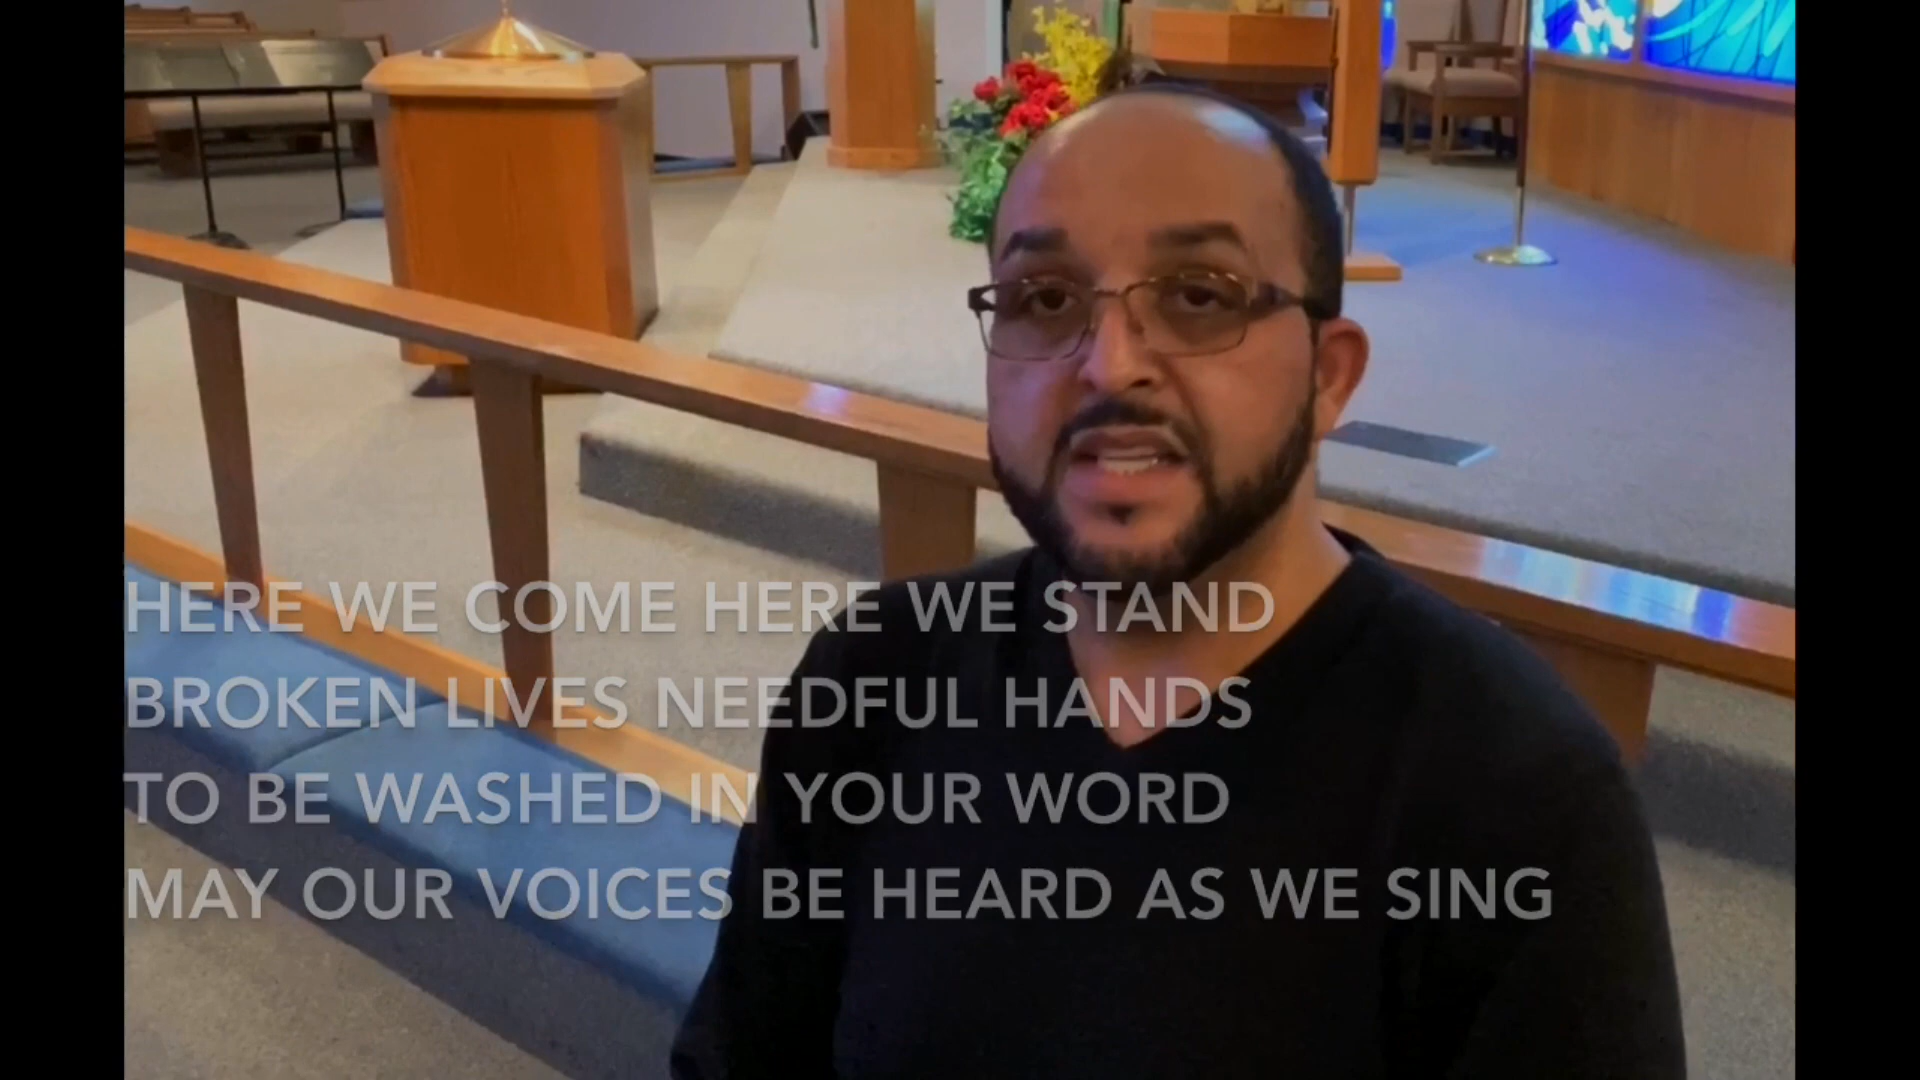 HERE WE COME HERE WE STAND
BROKEN LIVES NEEDFUL HANDS
TO BE WASHED IN YOUR WORD
MAY OUR VOICES BE HEARD AS WE SING